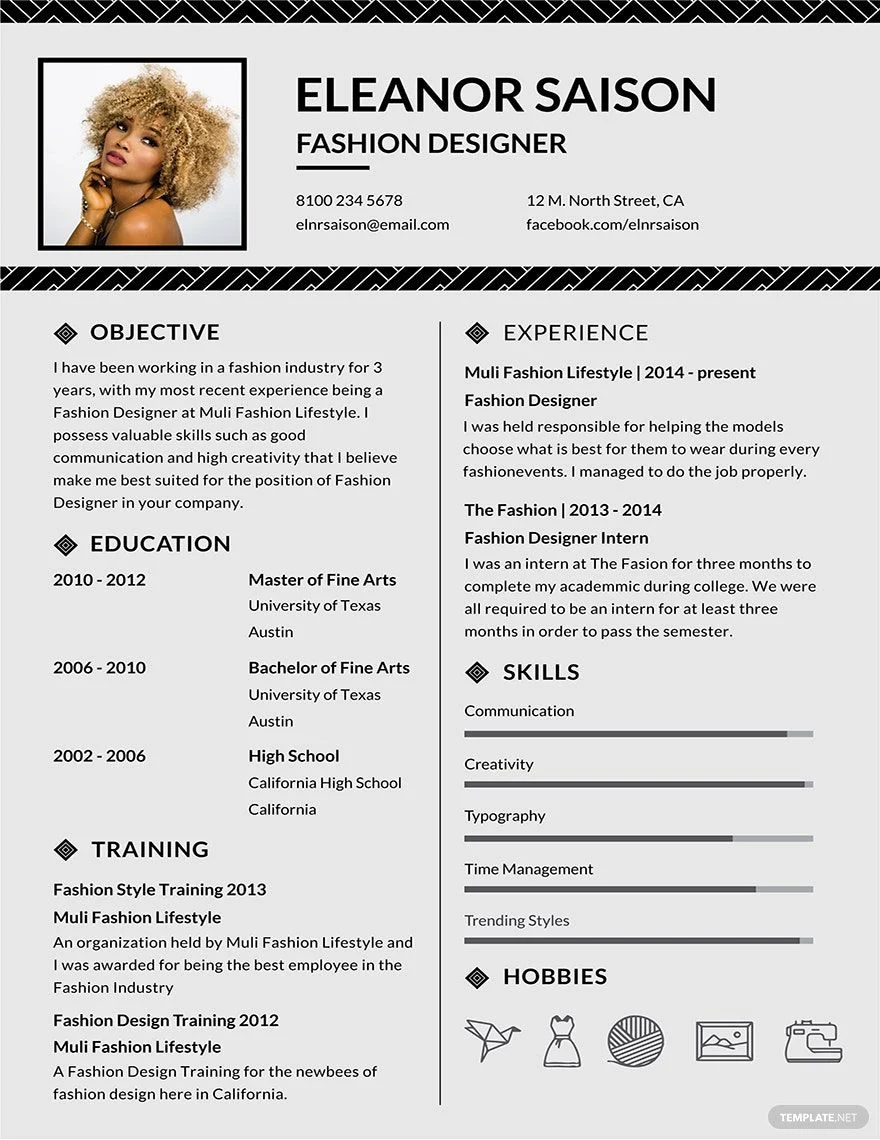 ELEANOR SAISON
FASHION DESIGNER
8100 234 5678
12 M. North Street, CA
elnrsaison@email.com
facebook.com/elnrsaison
OBJECTIVE
I have been working in a fashion industry for 3
years, with my most recent experience being a
Fashion Designer at Muli Fashion Lifestyle. I
possess valuable skills such as good
communication and high creativity that I believe
make me best suited for the position of Fashion
Designer in your company.
EDUCATION
2010 - 2012
Master of Fine Arts
University of Texas
Austin
2006 - 2010
Bachelor of Fine Arts
University of Texas
Austin
2002 - 2006
High School
California High School
California
TRAINING
Fashion Style Training 2013
Muli Fashion Lifestyle
An organization held by Muli Fashion Lifestyle and
I was awarded for being the best employee in the
Fashion Industry
Fashion Design Training 2012
Muli Fashion Lifestyle
A Fashion Design Training for the newbees of
fashion design here in California.
EXPERIENCE
Muli Fashion Lifestyle | 2014 - present
Fashion Designer
I was held responsible for helping the models
choose what is best for them to wear during every
fashionevents. I managed to do the job properly.
The Fashion | 2013 - 2014
Fashion Designer Intern
I was an intern at The Fasion for three months to
complete my academmic during college. We were
all required to be an intern for at least three
months in order to pass the semester.
SKILLS
Communication
Creativity
Typography
Time Management
Trending Styles
HOBBIES
TEMPLATE.NET